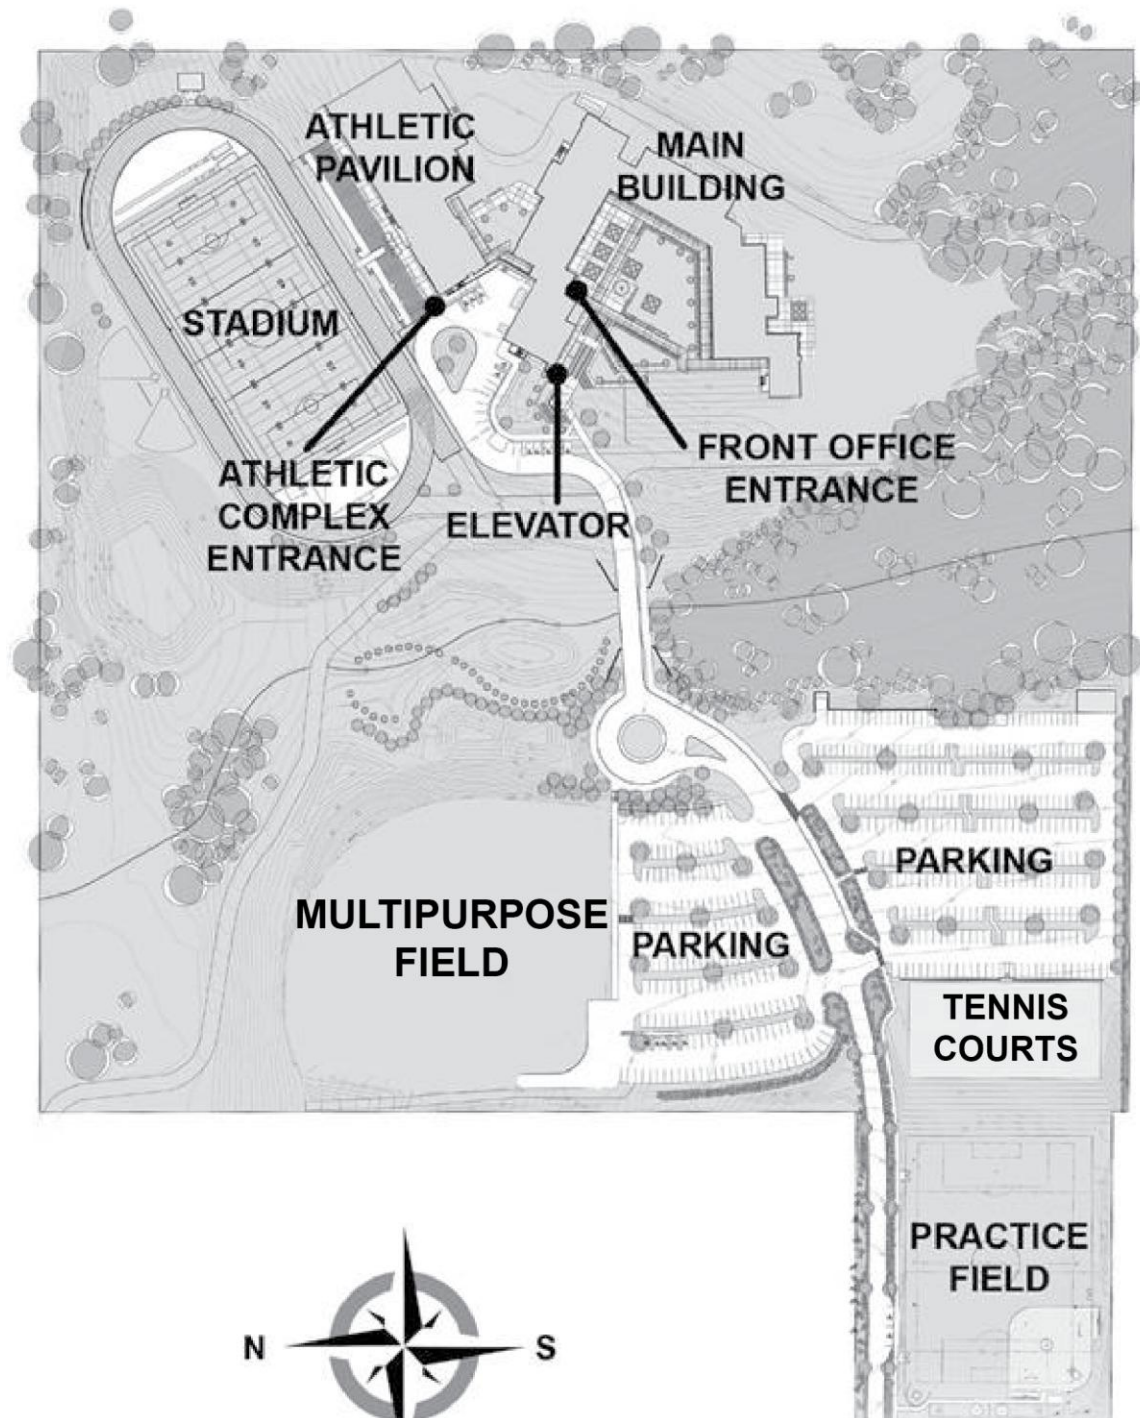 ATHLETIC
PAVILION
MAIN
BUILDING
STADIUM
ATHLETIC
COMPLEX
ENTRANCE
ELEVATOR
FRONT OFFICE
ENTRANCE
MULTIPURPOSE
FIELD
PARKING
PARKING
TENNIS
COURTS
PRACTICE
FIELD
N
S